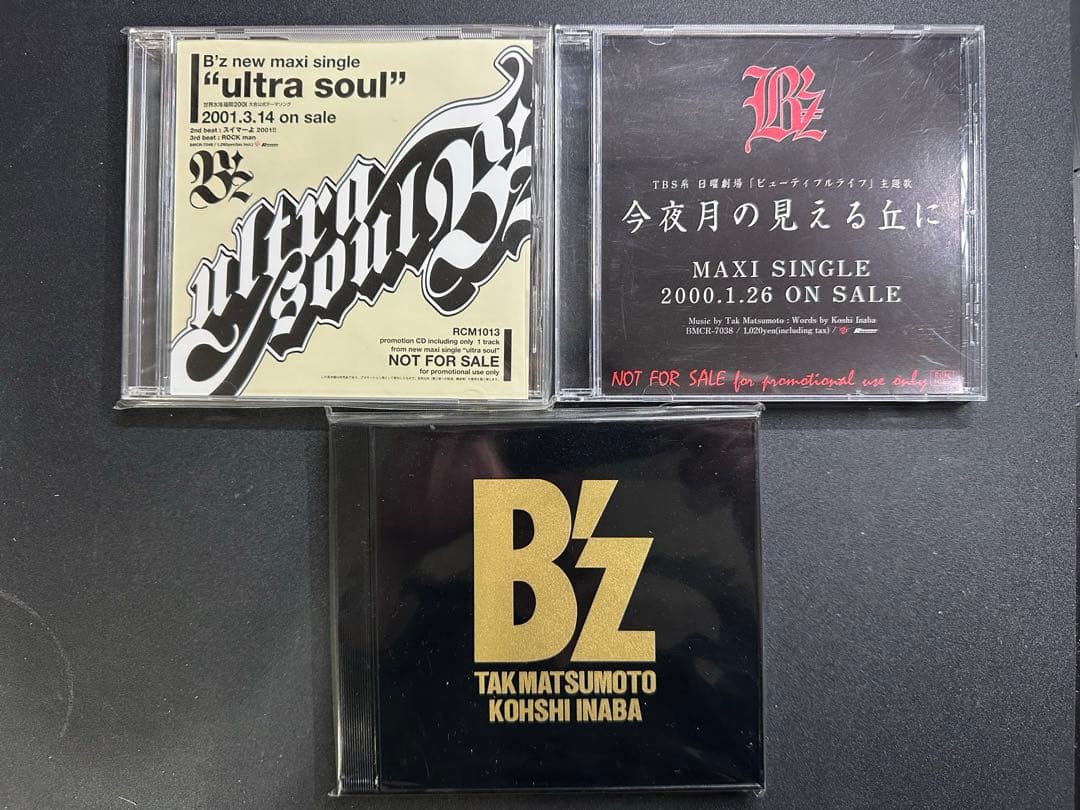 B'z new maxi single
“ultra soul”
世界水泳福岡2001 大会公式テーマソング
2001.3.14 on sale
2nd beat : スイマーよ 2001!!
3rd beat : ROCK man
B'z
ultra
soul
B'z
RCM1013
promotion CD including only 1 track
from new maxi single “ultra soul”
NOT FOR SALE
for promotional use only
B'z
TBS系 日曜劇場「ビューティフルライフ」主題歌
今夜月の見える丘に
MAXI SINGLE
2000.1.26 ON SALE
Music by Tak Matsumoto : Words by Koshi Inaba
BMCR-7038 / 1,020yen(including tax) /
NOT FOR SALE for promotional use only
B'z
TAK MATSUMOTO
KOHSHI INABA